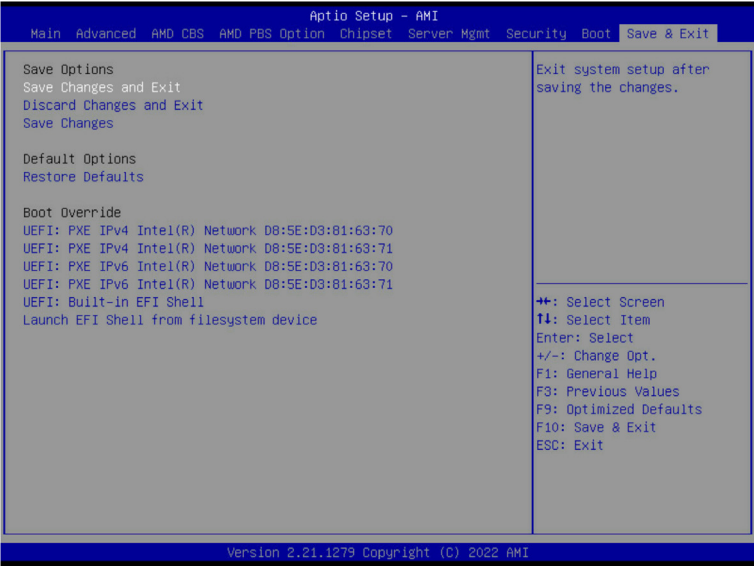 Aptio Setup – AMI
Main Advanced AMD CBS AMD PBS Option Chipset Server Mgmt Security Boot Save & Exit
Save Options
Save Changes and Exit
Discard Changes and Exit
Save Changes
Default Options
Restore Defaults
Boot Override
UEFI: PXE IPv4 Intel(R) Network D8:5E:D3:81:63:70
UEFI: PXE IPv4 Intel(R) Network D8:5E:D3:81:63:71
UEFI: PXE IPv6 Intel(R) Network D8:5E:D3:81:63:70
UEFI: PXE IPv6 Intel(R) Network D8:5E:D3:81:63:71
UEFI: Built-in EFI Shell
Launch EFI Shell from filesystem device
Exit system setup after
saving the changes.
→←: Select Screen
↑↓: Select Item
Enter: Select
+/-: Change Opt.
F1: General Help
F3: Previous Values
F9: Optimized Defaults
F10: Save & Exit
ESC: Exit
Version 2.21.1279 Copyright (C) 2022 AMI